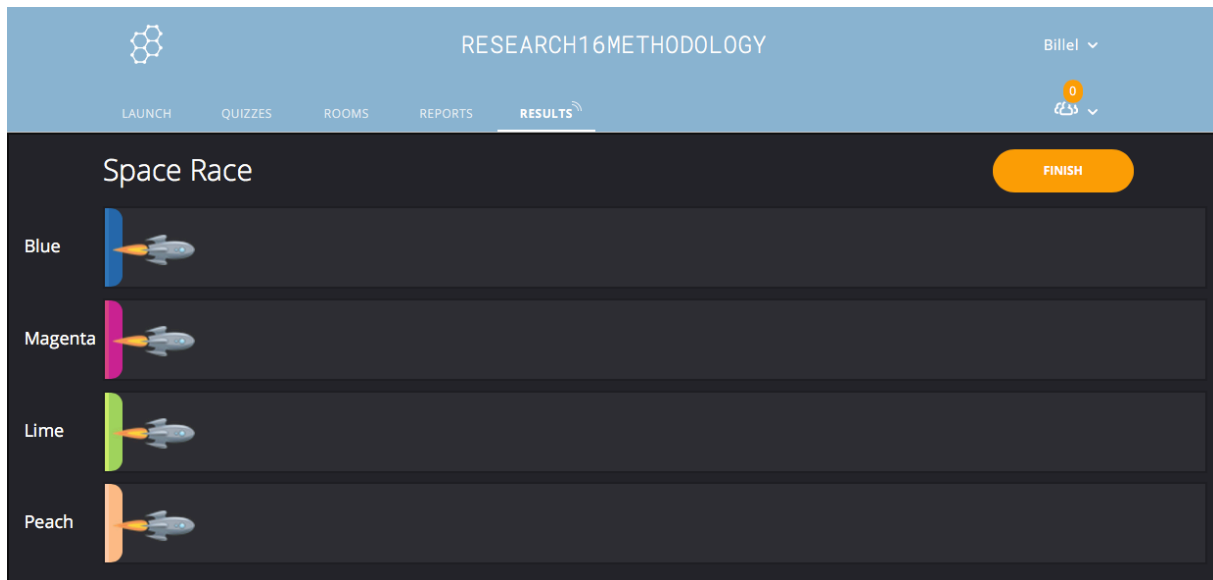 RESEARCH16METHODOLOGY
Billel
0
LAUNCH QUIZZES ROOMS REPORTS RESULTS
Space Race
FINISH
Blue
Magenta
Lime
Peach